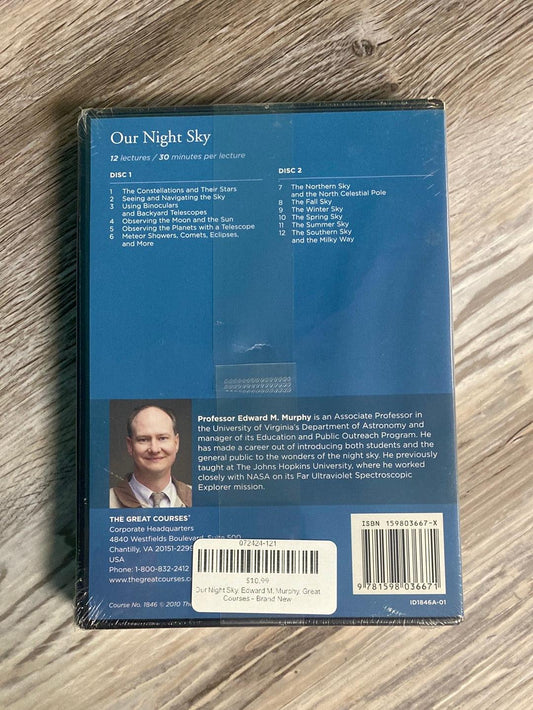 Our Night Sky
12 lectures / 30 minutes per lecture
DISC 1
1 The Constellations and Their Stars
2 Seeing and Navigating the Sky
3 Using Binoculars
and Backyard Telescopes
4 Observing the Moon and the Sun
5 Observing the Planets with a Telescope
6 Meteor Showers, Comets, Eclipses,
and More
DISC 2
7 The Northern Sky
and the North Celestial Pole
8 The Fall Sky
9 The Winter Sky
10 The Spring Sky
11 The Summer Sky
12 The Southern Sky
and the Milky Way
Professor Edward M. Murphy is an Associate Professor in
the University of Virginia's Department of Astronomy and
manager of its Education and Public Outreach Program. He
has made a career out of introducing both students and the
general public to the wonders of the night sky. He previously
taught at The Johns Hopkins University, where he worked
closely with NASA on its Far Ultraviolet Spectroscopic
Explorer mission.
THE GREAT COURSES®
Corporate Headquarters
4840 Westfields Boulevard, Suite 500
Chantilly, VA 20151-2299
USA
Phone: 1-800-832-2412
www.thegreatcourses.c
Course No. 1846 © 2010 Th
072424-121
$10.99
Our Night Sky, Edward M. Murphy, Great
Courses - Brand New
ISBN 159803667-X
9 781598 036671
ID1846A-01